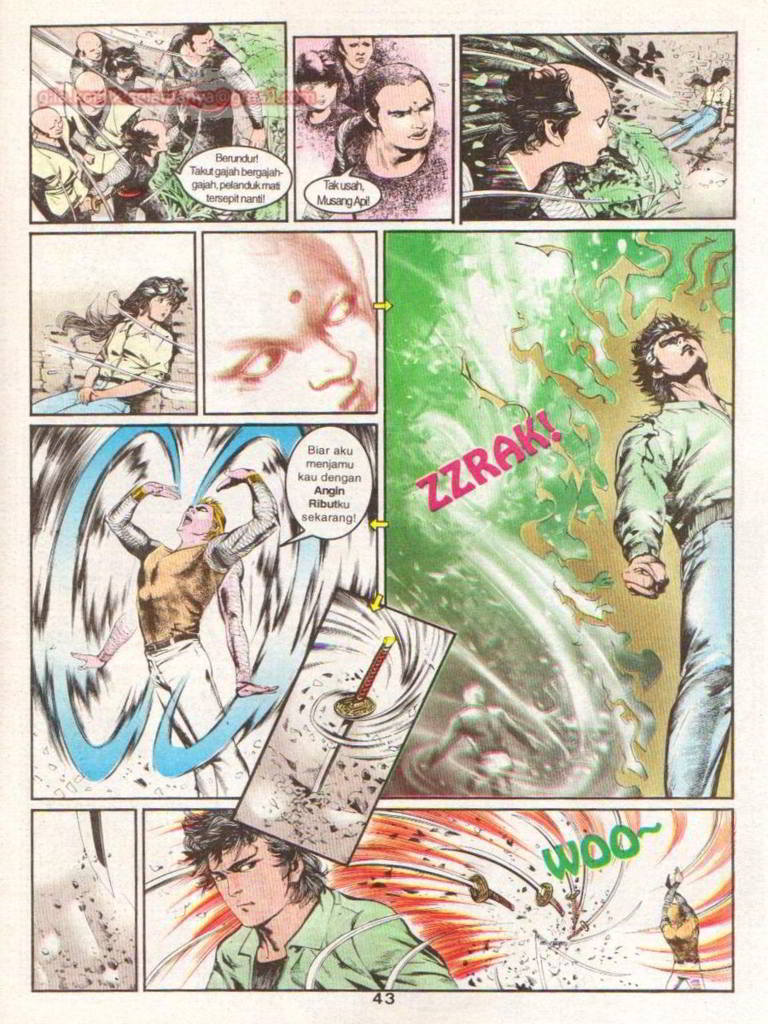 Berundur!
Takut gajah bergajah-
gajah, pelanduk mati
tersepit nanti!
Tak usah,
Musang Api!
ZZRAK!
Biar aku
menjamu
kau dengan
Angin
Ributku
sekarang!
WOO~
43